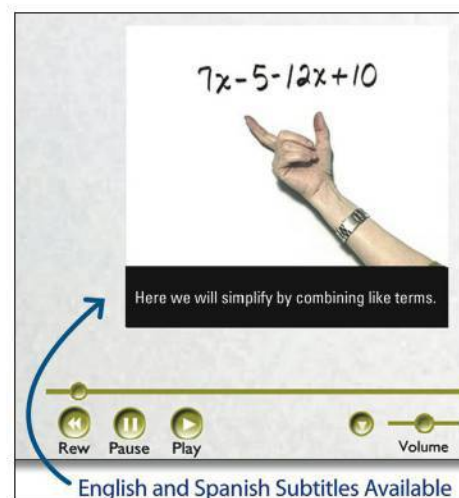 7x-5-12x+10
Here we will simplify by combining like terms.
Rew Pause Play Volume
English and Spanish Subtitles Available